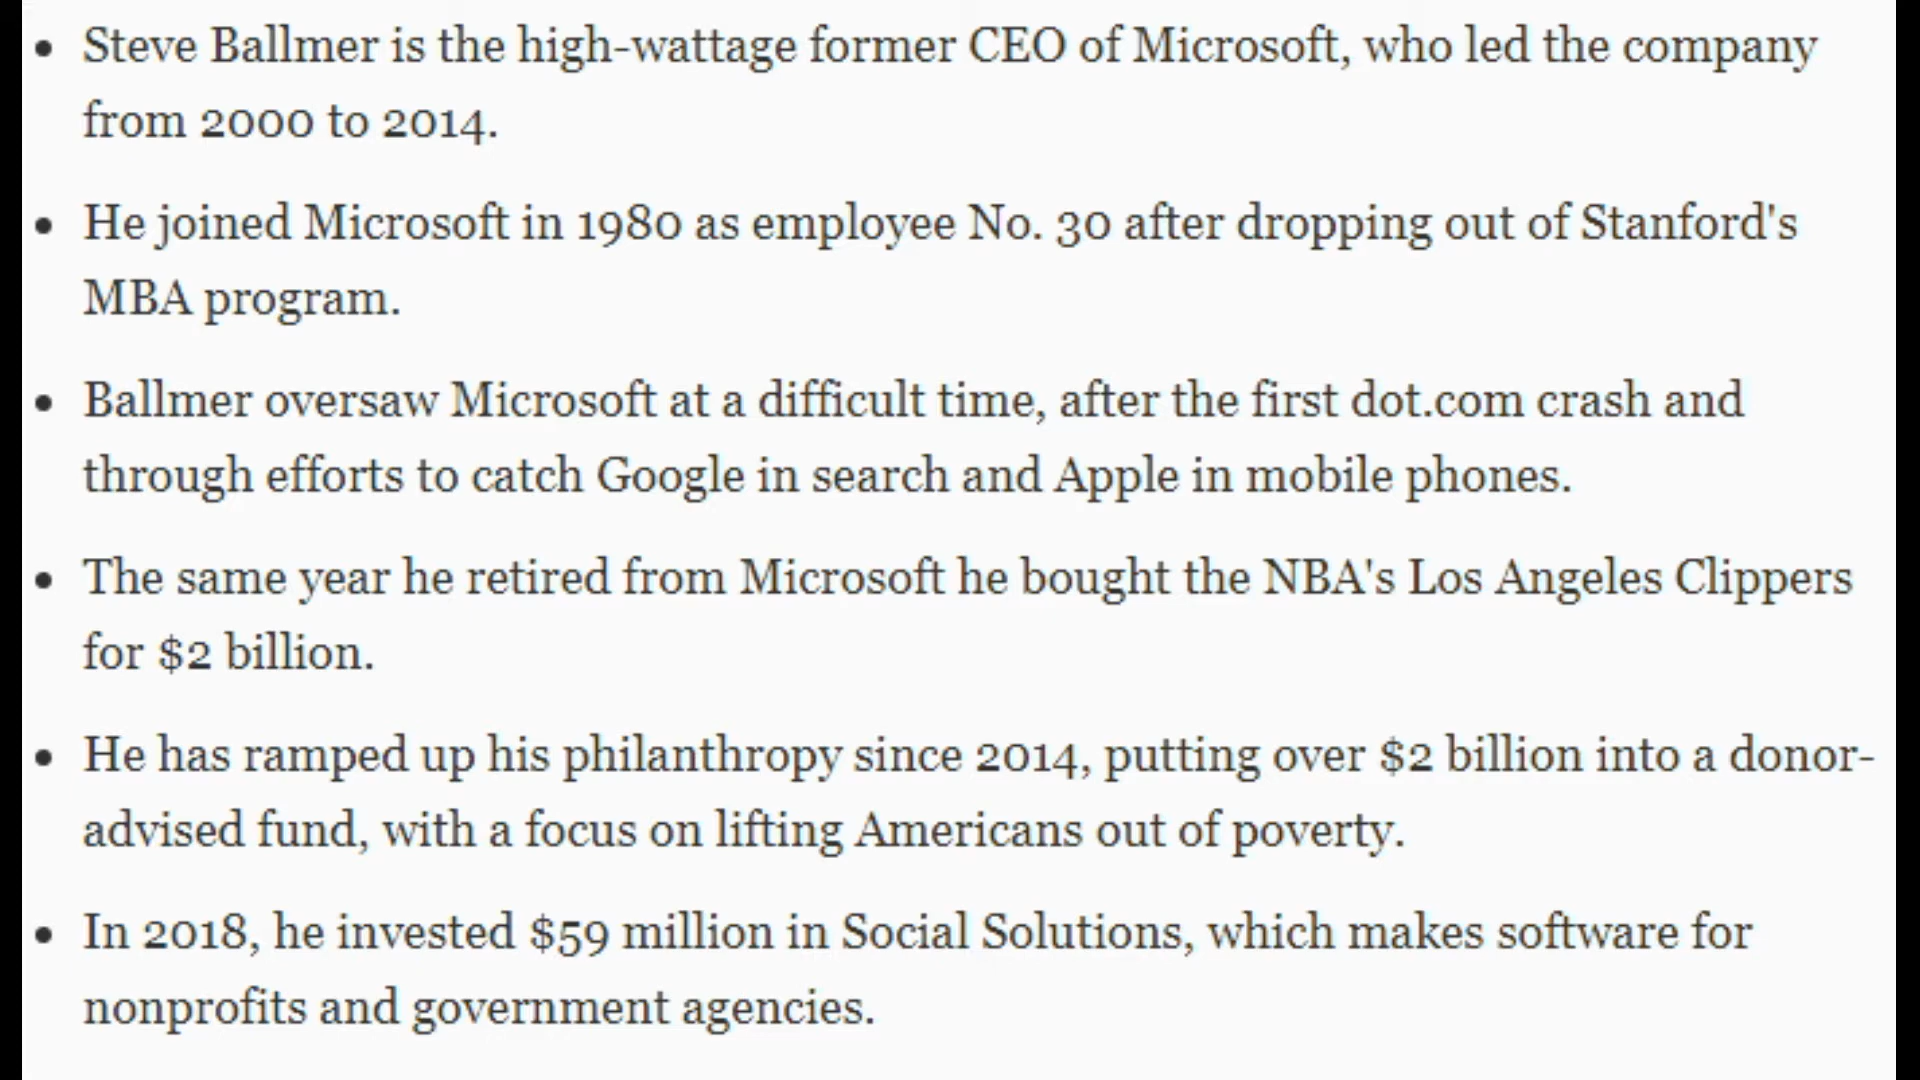 • Steve Ballmer is the high-wattage former CEO of Microsoft, who led the company
from 2000 to 2014.
• He joined Microsoft in 1980 as employee No. 30 after dropping out of Stanford's
MBA program.
• Ballmer oversaw Microsoft at a difficult time, after the first dot.com crash and
through efforts to catch Google in search and Apple in mobile phones.
• The same year he retired from Microsoft he bought the NBA's Los Angeles Clippers
for $2 billion.
• He has ramped up his philanthropy since 2014, putting over $2 billion into a donor-
advised fund, with a focus on lifting Americans out of poverty.
• In 2018, he invested $59 million in Social Solutions, which makes software for
nonprofits and government agencies.